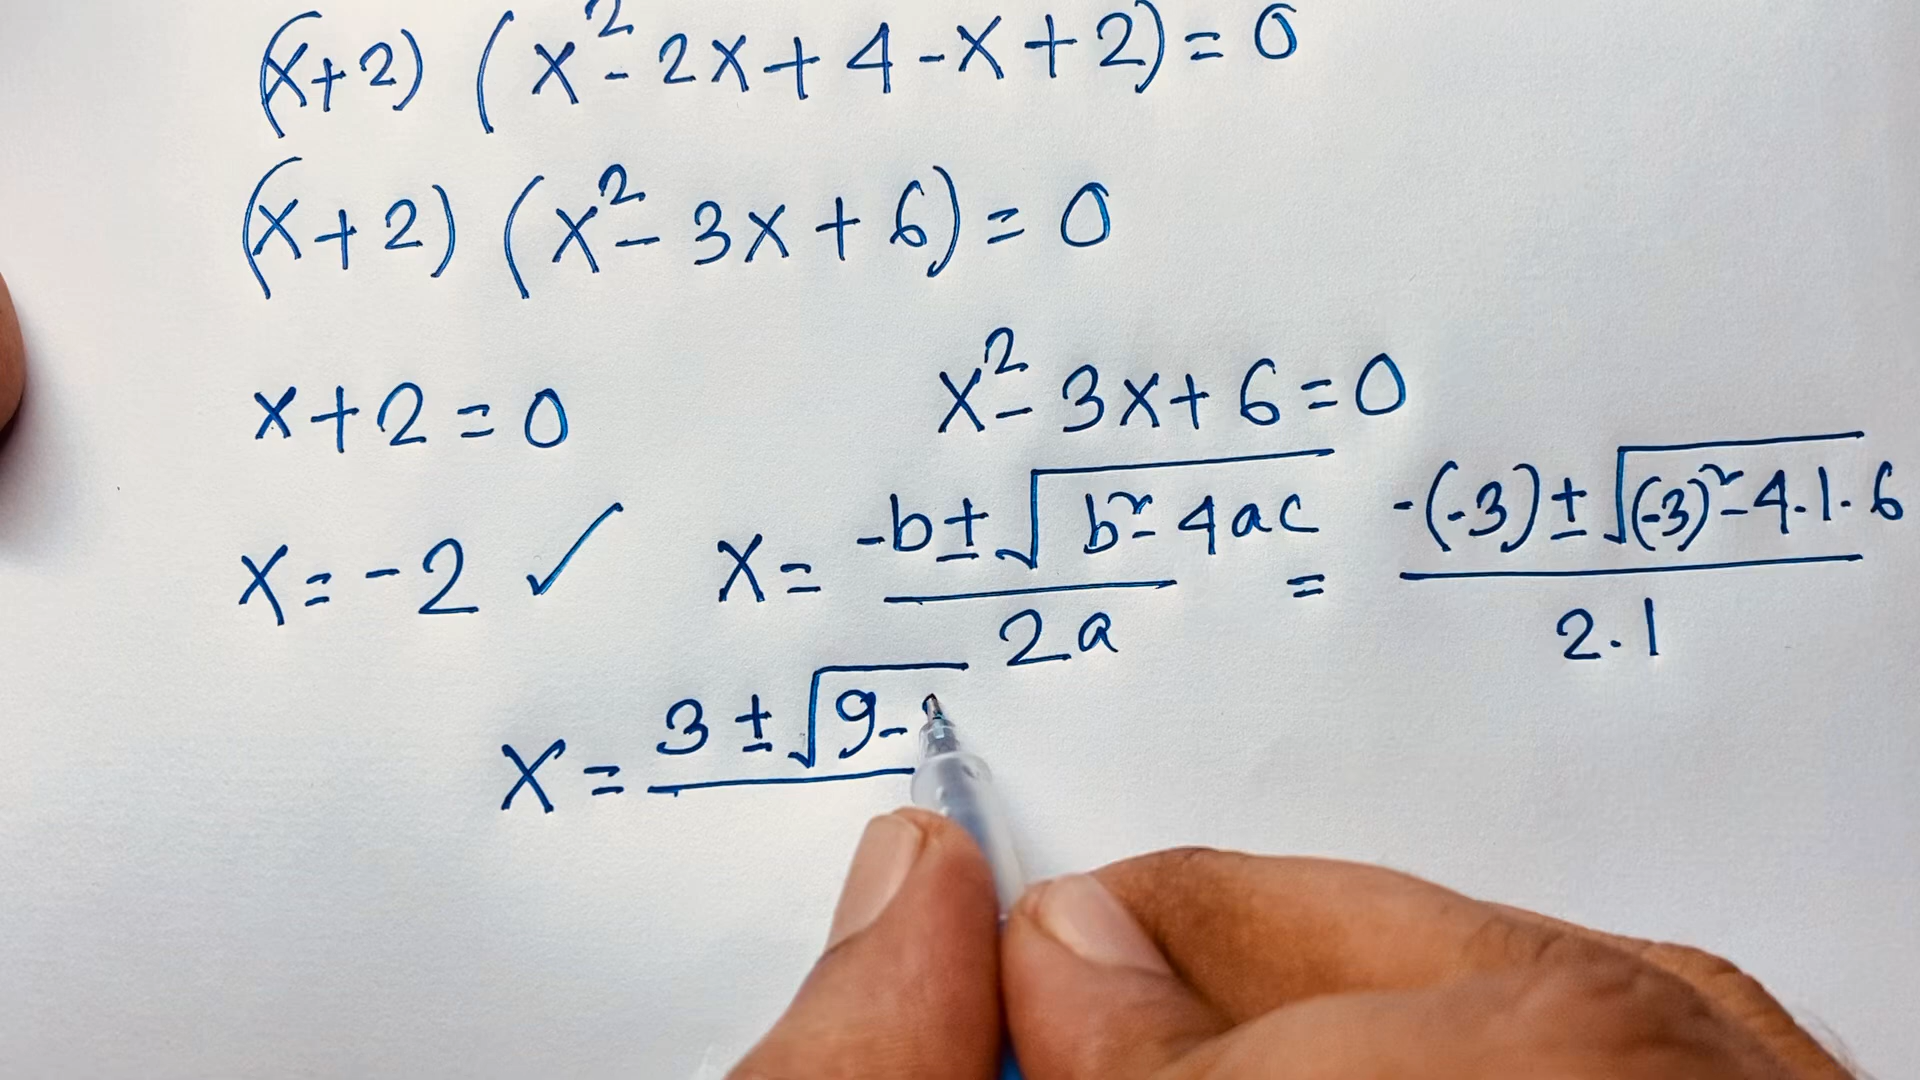 (x+2) (x²-2x+4-x+2)=0
(x+2) (x²-3x+6)=0
x+2=0
x²-3x+6=0
x=-2 ✓
x= (-b±√(b²-4ac))/(2a) = (-(-3)±√((-3)²-4.1.6))/(2.1)
x= 3±√9-